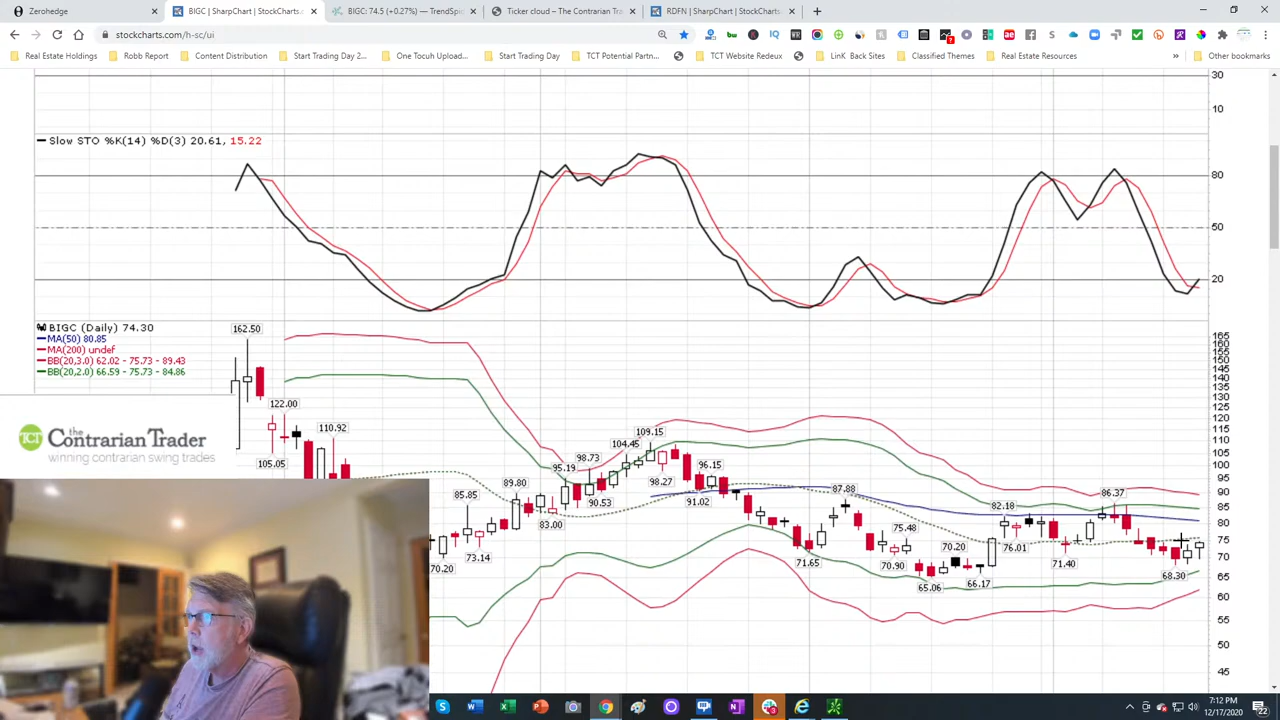 Zerohedge
BIGC | SharpChart | StockCharts.c
BIGC: 74.5 (+0.27%) — TrendSpi
Ticker cloud – The Contrarian Tra
RDFN | SharpChart | StockCharts.
stockcharts.com/h-sc/ui
Real Estate Holdings
Robb Report
Content Distribution
Start Trading Day 2...
One Tocuh Upload...
Start Trading Day
TCT Potential Partn...
TCT Website Redeux
LinK Back Sites
Classified Themes
Real Estate Resources
Other bookmarks
30
10
Slow STO %K(14) %D(3) 20.61, 15.22
80
50
20
BIGC (Daily) 74.30
MA(50) 80.85
MA(200) undef
BB(20,3.0) 62.02 - 75.73 - 89.43
BB(20,2.0) 66.59 - 75.73 - 84.86
162.50
122.00
105.05
110.92
70.20
85.85
73.14
89.80
83.00
95.19
98.73
90.53
104.45
109.15
98.27
91.02
96.15
71.65
87.88
70.90
75.48
65.06
70.20
66.17
82.18
76.01
71.40
86.37
68.30
165
160
155
150
145
140
135
130
125
120
115
110
105
100
95
90
85
80
75
70
65
60
55
50
45
TCT the
Contrarian Trader
winning contrarian swing trades
7:12 PM
12/17/2020
22